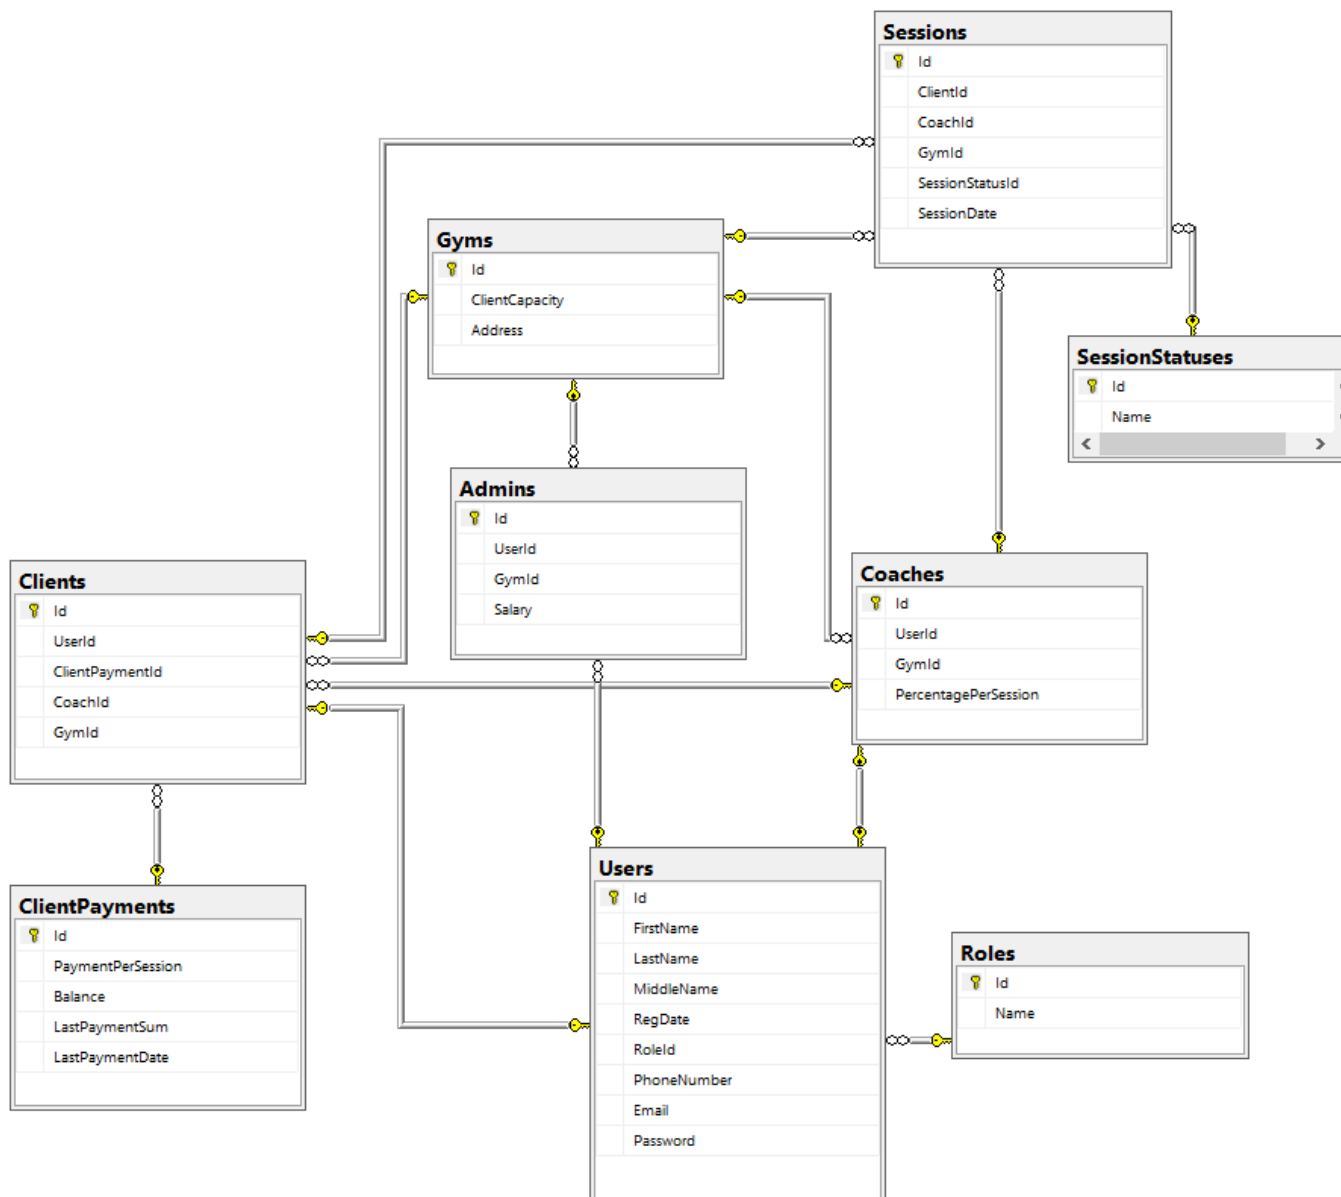 Sessions
Id
ClientId
CoachId
GymId
SessionStatusId
SessionDate
Gyms
Id
ClientCapacity
Address
SessionStatuses
Id
Name
Admins
Id
UserId
GymId
Salary
Clients
Id
UserId
ClientPaymentId
CoachId
GymId
Coaches
Id
UserId
GymId
PercentagePerSession
ClientPayments
Id
PaymentPerSession
Balance
LastPaymentSum
LastPaymentDate
Users
Id
FirstName
LastName
MiddleName
RegDate
RoleId
PhoneNumber
Email
Password
Roles
Id
Name